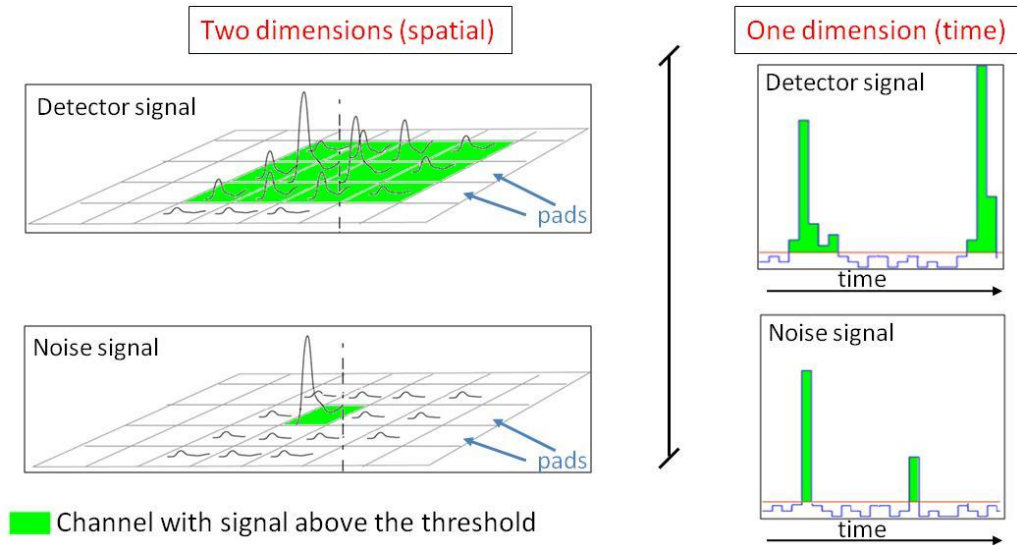 Two dimensions (spatial)
Detector signal
pads
Noise signal
pads
Channel with signal above the threshold
One dimension (time)
Detector signal
time
Noise signal
time